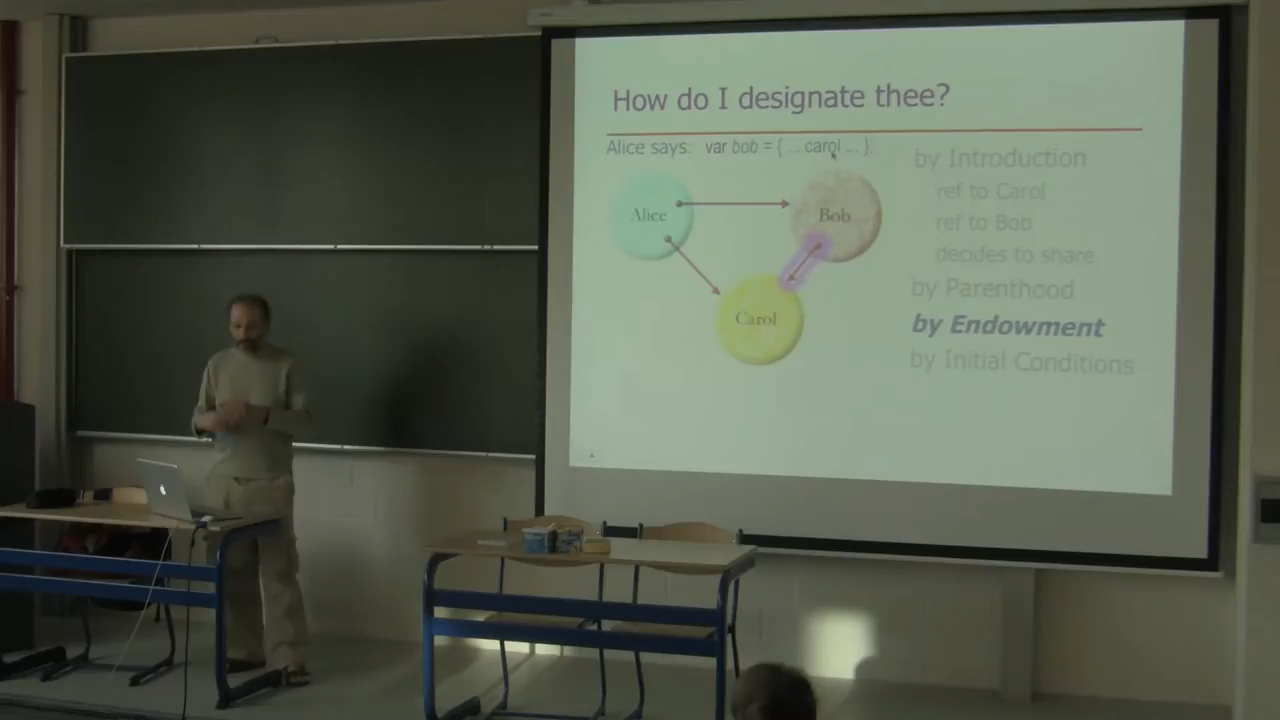 How do I designate thee?
Alice says: var bob = { ... carol ... };
by Introduction
ref to Carol
ref to Bob
decides to share
by Parenthood
by Endowment
by Initial Conditions
Alice
Bob
Carol